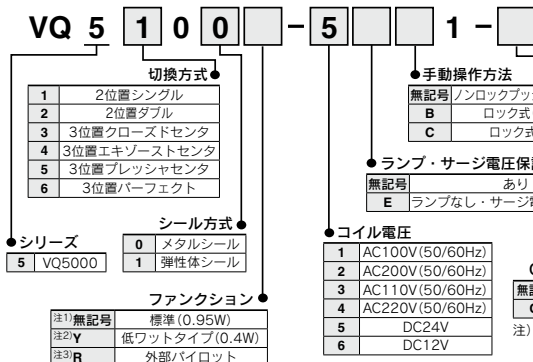 VQ 5 1 0 0 - 5 1 -
切換方式
1 2位置シングル
2 2位置ダブル
3 3位置クローズドセンタ
4 3位置エキゾーストセンタ
5 3位置プレッシャセンタ
6 3位置パーフェクト
シール方式
0 メタルシール
1 弾性体シール
シリーズ
5 VQ5000
ファンクション
注1)無記号 標準(0.95W)
注2)Y 低ワットタイプ(0.4W)
注3)R 外部パイロット
手動操作方法
無記号 ノンロックプッ
B ロック式
C ロック式
ランプ・サージ電圧保
無記号 あり
E ランプなし・サージ
コイル電圧
1 AC100V(50/60Hz)
2 AC200V(50/60Hz)
3 AC110V(50/60Hz)
4 AC220V(50/60Hz)
5 DC24V
6 DC12V
注)